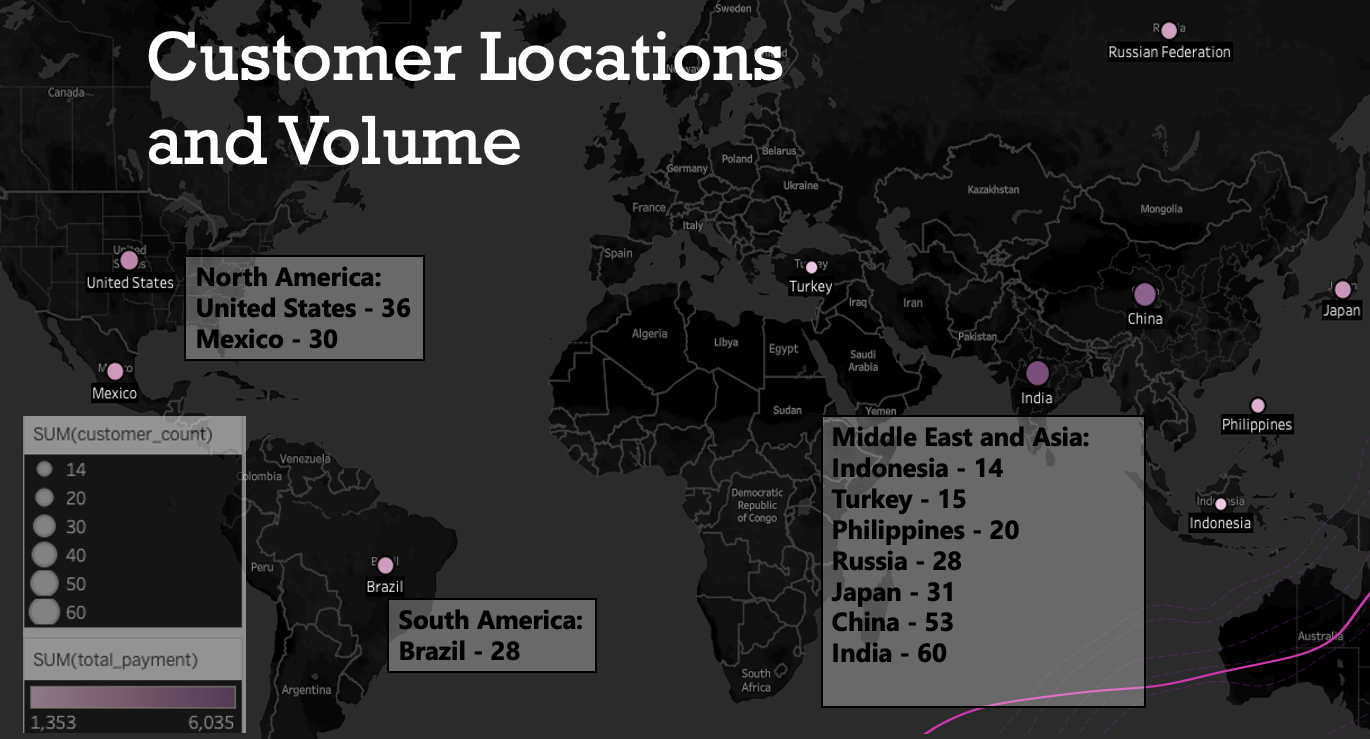 Customer Locations
and Volume
Sweden
Russian Federation
Canada
Belarus
Poland
Germany
Ukraine
Kazakhstan
Mongolia
France
Italy
Spain
United States
North America:
United States - 36
Mexico - 30
Turkey
Iraq
Iran
China
Japan
Algeria
Libya
Egypt
Pakistan
Saudi
Arabia
Mexico
India
Sudan
Yemen
Philippines
SUM(customer_count)
14
20
30
40
50
60
Venezuela
Colombia
Middle East and Asia:
Indonesia - 14
Turkey - 15
Philippines - 20
Russia - 28
Japan - 31
China - 53
India - 60
Democratic
Republic
of Congo
Indonesia
Peru
Brazil
South America:
Brazil - 28
Australia
SUM(total_payment)
1,353 6,035
South
Africa
Argentina